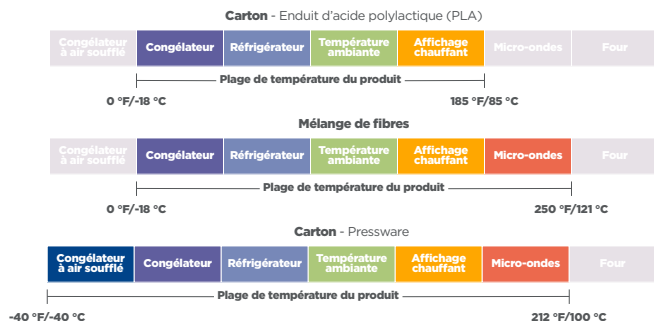 Carton - Enduit d'acide polylactique (PLA)
Congélateur à air soufflé Congélateur Réfrigérateur Température ambiante Affichage chauffant Micro-ondes Four
Plage de température du produit
0 °F/-18 °C 185 °F/85 °C
Mélange de fibres
Congélateur à air soufflé Congélateur Réfrigérateur Température ambiante Affichage chauffant Micro-ondes Four
Plage de température du produit
0 °F/-18 °C 250 °F/121 °C
Carton - Pressware
Congélateur à air soufflé Congélateur Réfrigérateur Température ambiante Affichage chauffant Micro-ondes Four
Plage de température du produit
-40 °F/-40 °C 212 °F/100 °C